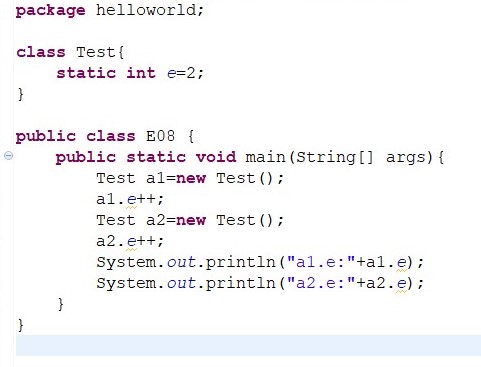 package helloworld;
class Test{
static int e=2;
}
public class E08 {
public static void main(String[] args){
Test a1=new Test();
a1.e++;
Test a2=new Test();
a2.e++;
System.out.println("a1.e:"+a1.e);
System.out.println("a2.e:"+a2.e);
}
}